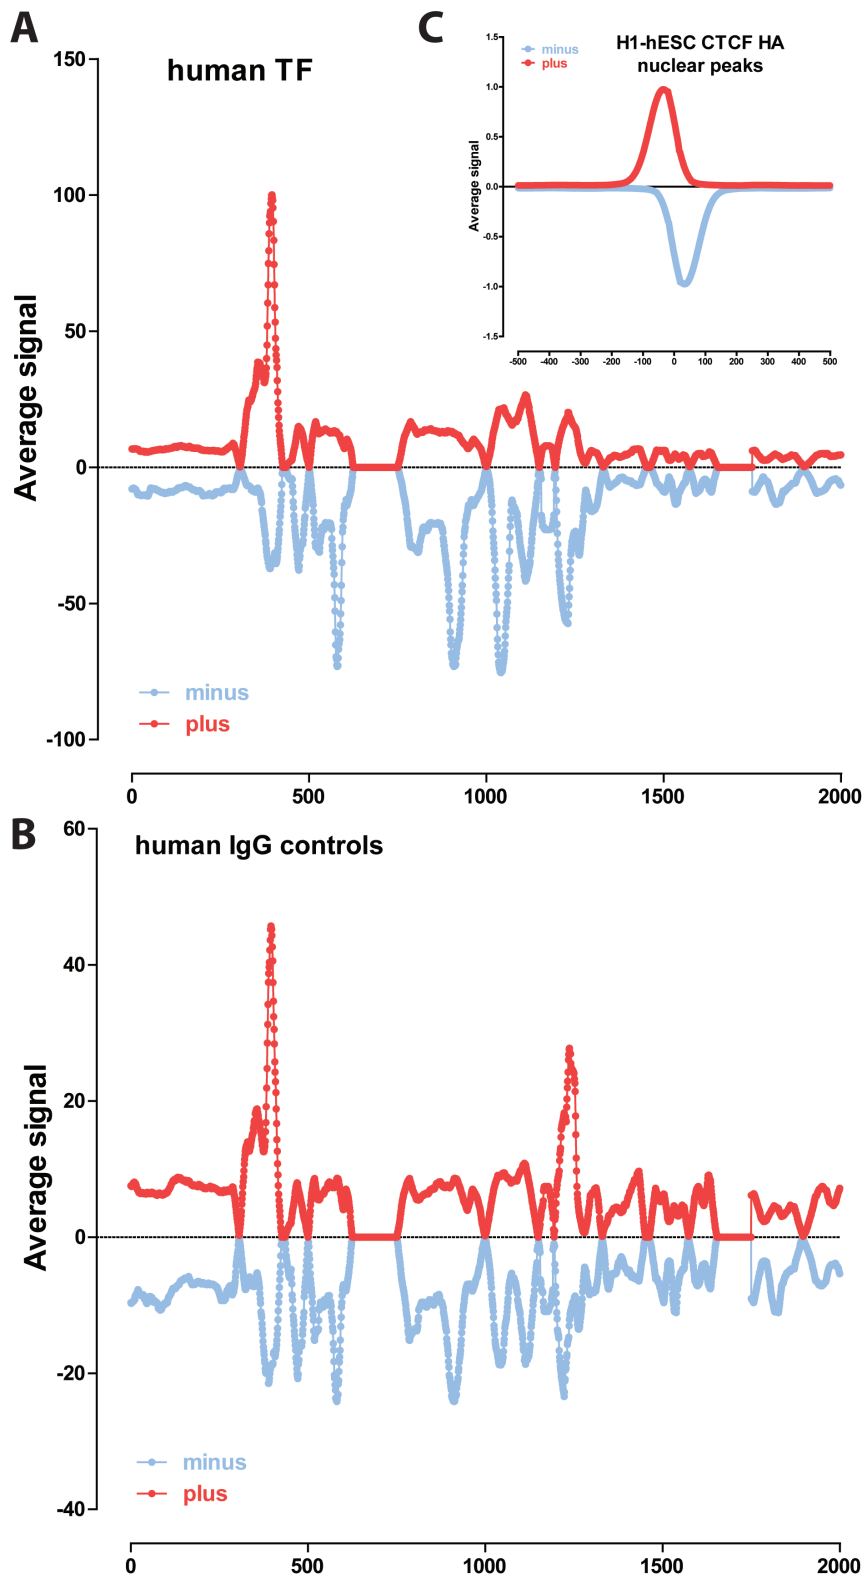 A
human TF
150
100
50
0
-50
-100
Average signal
minus
plus
0
500
1000
1500
2000
C
H1-hESC CTCF HA
nuclear peaks
minus
plus
1.5
1.0
0.5
0.0
-0.5
-1.0
-1.5
Average signal
-500
-400
-300
-200
-100
0
100
200
300
400
500
B
human IgG controls
60
40
20
0
-20
-40
Average signal
minus
plus
0
500
1000
1500
2000